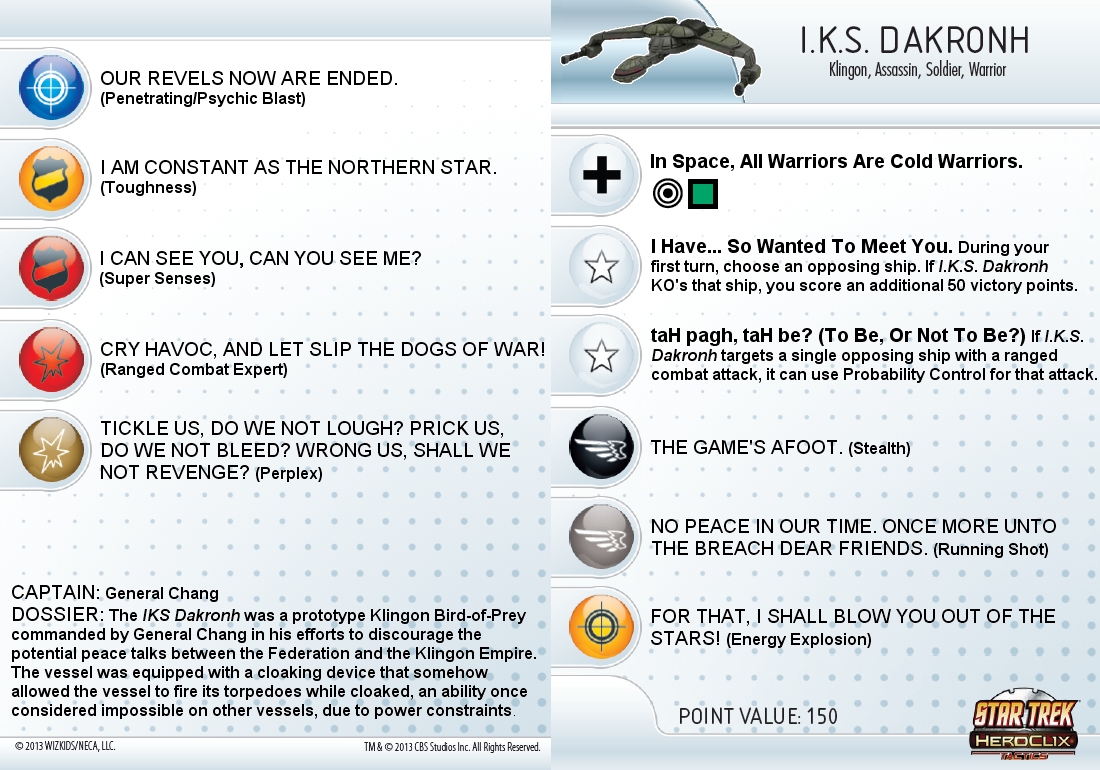 OUR REVELS NOW ARE ENDED.
(Penetrating/Psychic Blast)
I AM CONSTANT AS THE NORTHERN STAR.
(Toughness)
I CAN SEE YOU, CAN YOU SEE ME?
(Super Senses)
CRY HAVOC, AND LET SLIP THE DOGS OF WAR!
(Ranged Combat Expert)
TICKLE US, DO WE NOT LOUGH? PRICK US,
DO WE NOT BLEED? WRONG US, SHALL WE
NOT REVENGE? (Perplex)
CAPTAIN: General Chang
DOSSIER: The IKS Dakronh was a prototype Klingon Bird-of-Prey
commanded by General Chang in his efforts to discourage the
potential peace talks between the Federation and the Klingon Empire.
The vessel was equipped with a cloaking device that somehow
allowed the vessel to fire its torpedoes while cloaked, an ability once
considered impossible on other vessels, due to power constraints.
© 2013 WIZKIDS/NECA, LLC.
TM & © 2013 CBS Studios Inc. All Rights Reserved.
I.K.S. DAKRONH
Klingon, Assassin, Soldier, Warrior
In Space, All Warriors Are Cold Warriors.
I Have... So Wanted To Meet You. During your
first turn, choose an opposing ship. If I.K.S. Dakronh
KO's that ship, you score an additional 50 victory points.
taH pagh, taH be? (To Be, Or Not To Be?) If I.K.S.
Dakronh targets a single opposing ship with a ranged
combat attack, it can use Probability Control for that attack.
THE GAME'S AFOOT. (Stealth)
NO PEACE IN OUR TIME. ONCE MORE UNTO
THE BREACH DEAR FRIENDS. (Running Shot)
FOR THAT, I SHALL BLOW YOU OUT OF THE
STARS! (Energy Explosion)
POINT VALUE: 150
STAR TREK
HEROCLIX
TACTICS